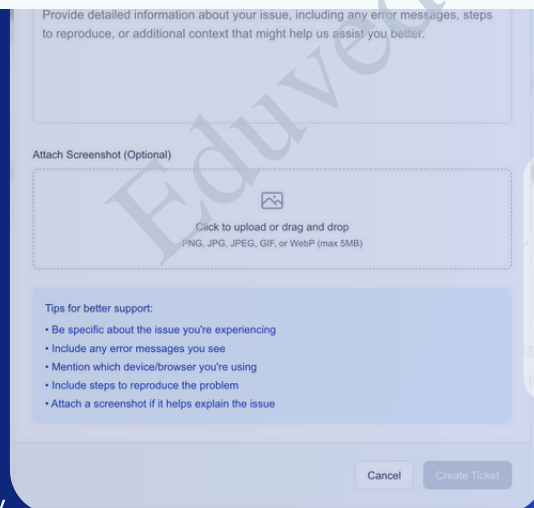 Provide detailed information about your issue, including any error messages, steps
to reproduce, or additional context that might help us assist you better.
Attach Screenshot (Optional)
Click to upload or drag and drop
PNG, JPG, JPEG, GIF, or WebP (max 5MB)
Tips for better support:
• Be specific about the issue you're experiencing
• Include any error messages you see
• Mention which device/browser you're using
• Include steps to reproduce the problem
• Attach a screenshot if it helps explain the issue
Cancel
Create Ticket